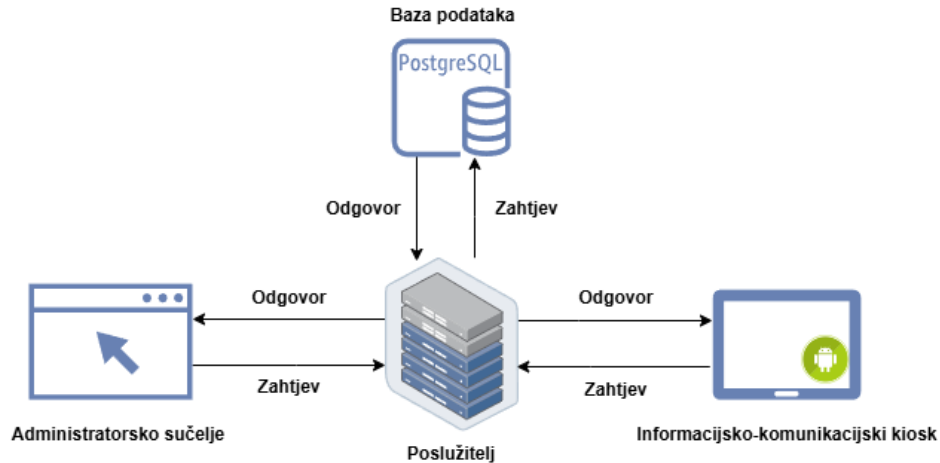 Baza podataka
PostgreSQL
Odgovor
Zahtjev
Odgovor
Odgovor
Zahtjev
Zahtjev
Administratorsko sučelje
Poslužitelj
Informacijsko-komunikacijski kiosk